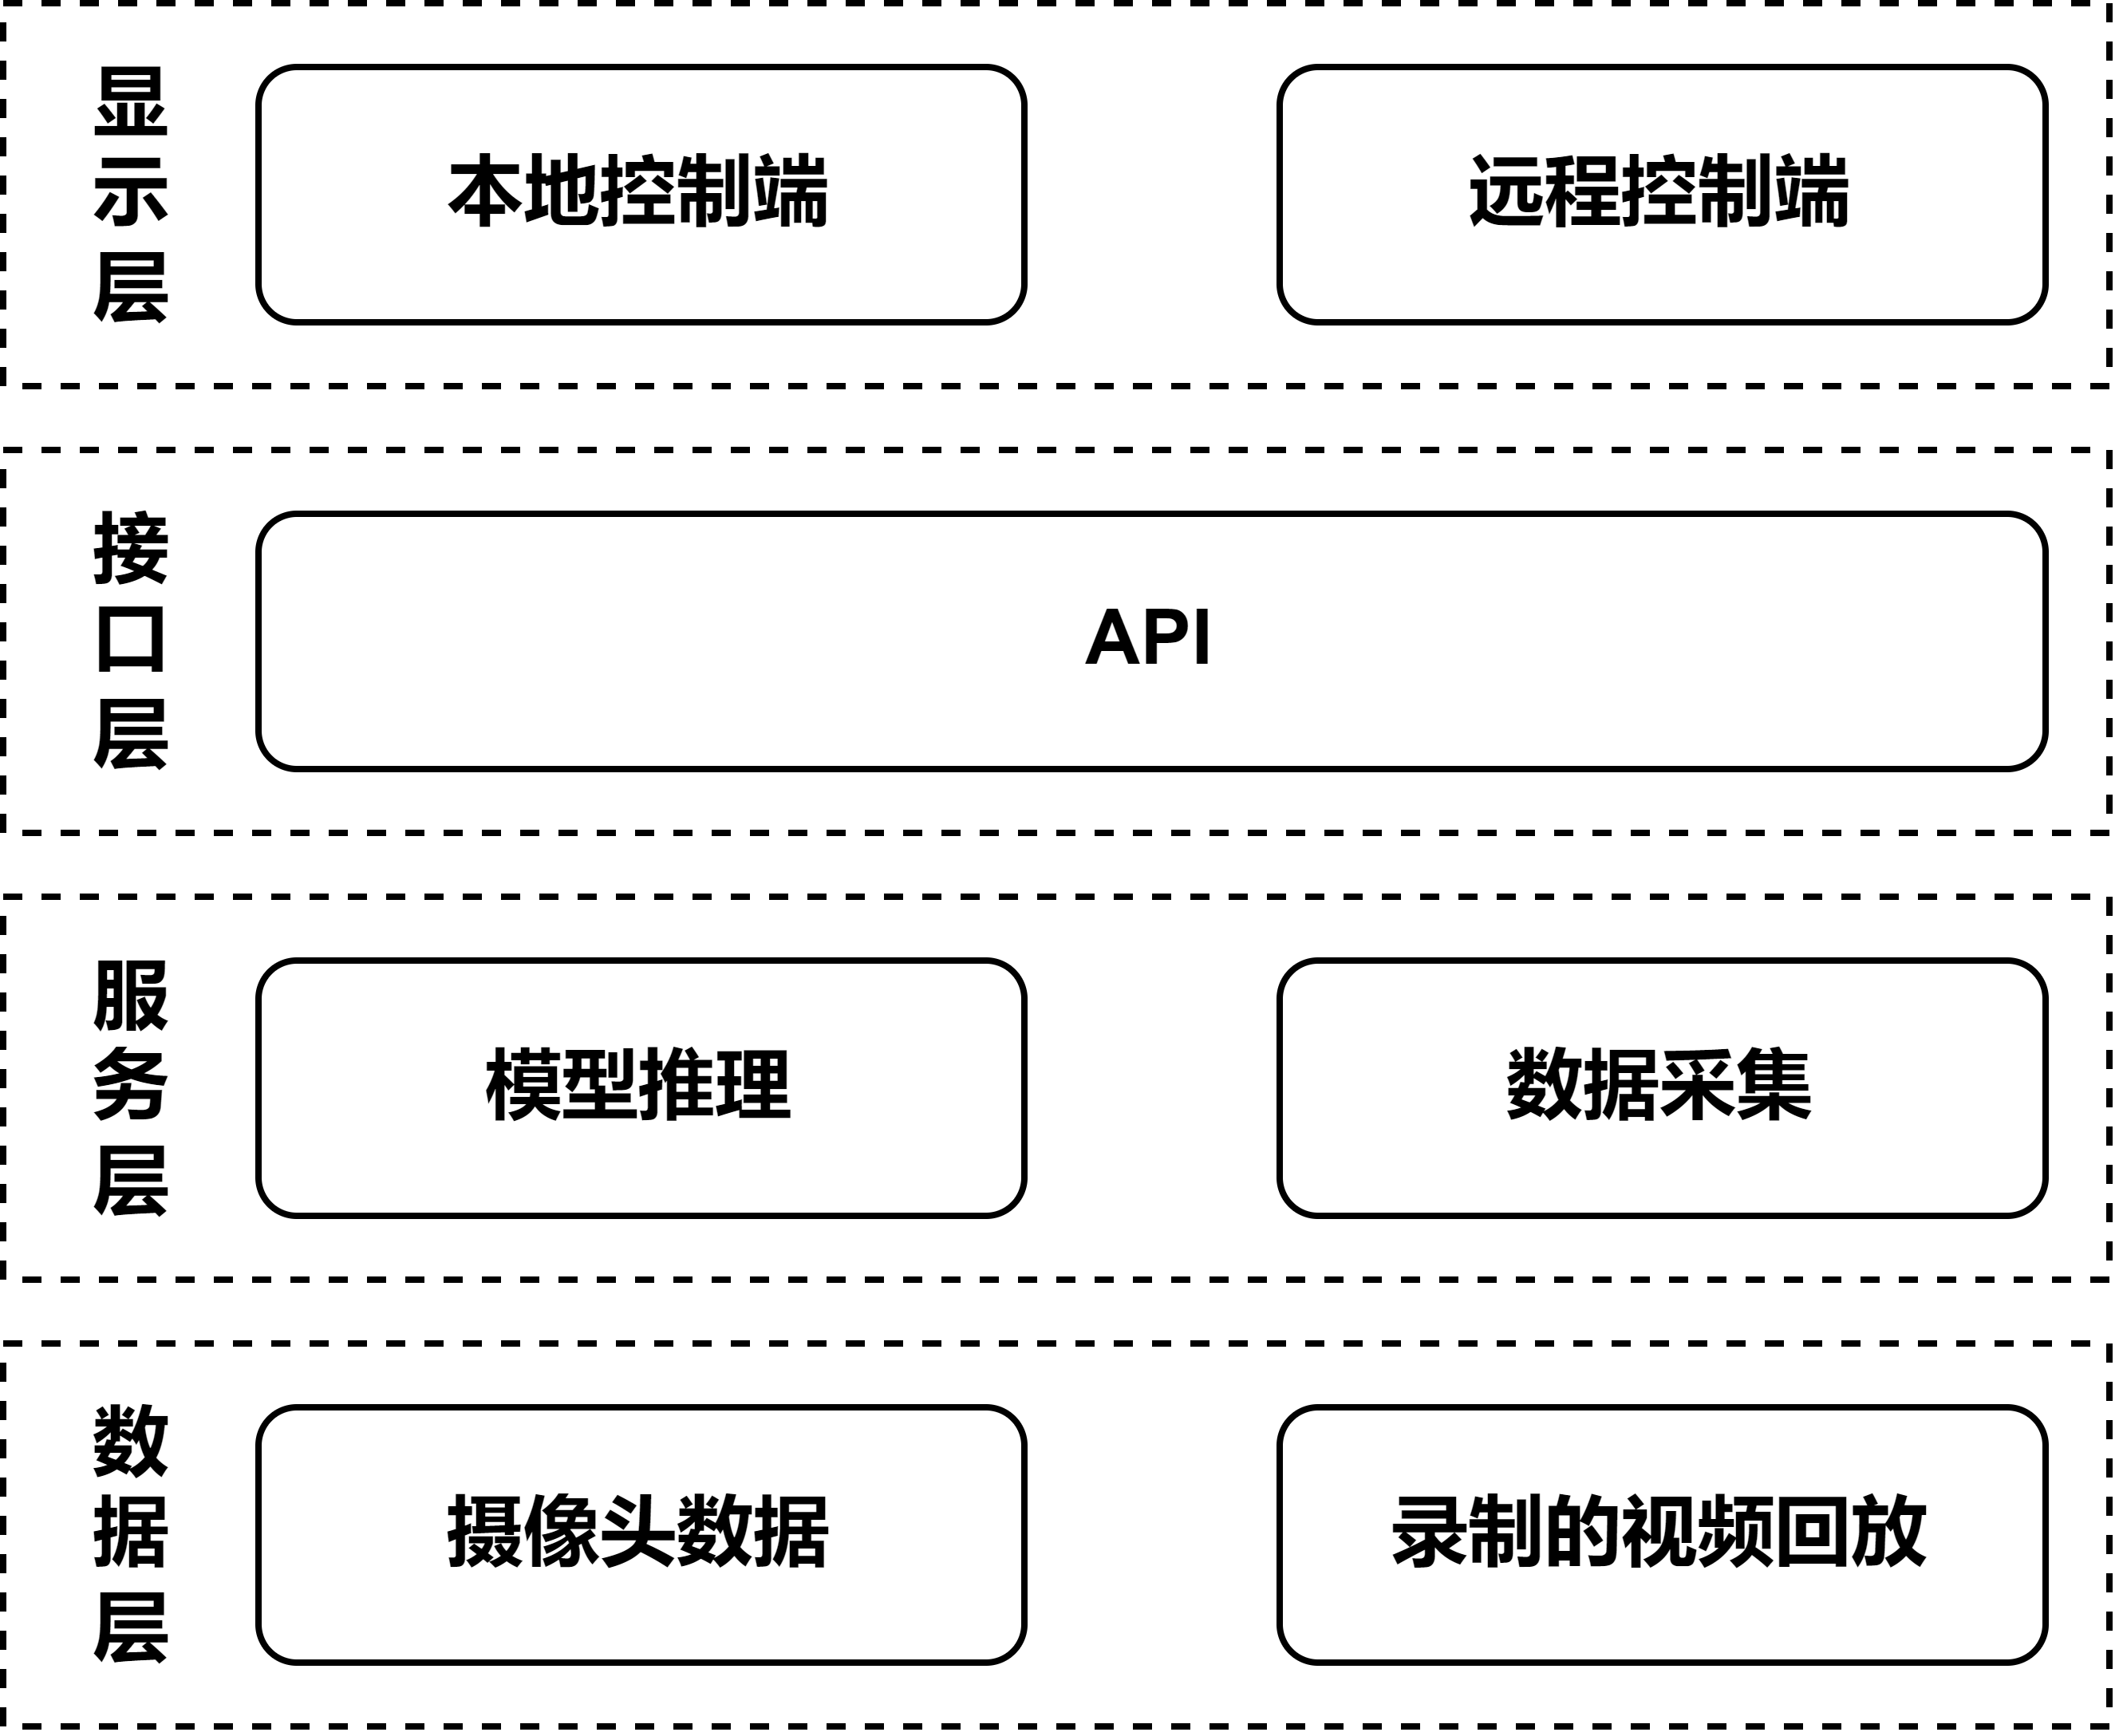 显示层
本地控制端
远程控制端
接口层
API
服务层
模型推理
数据采集
数据层
摄像头数据
录制的视频回放